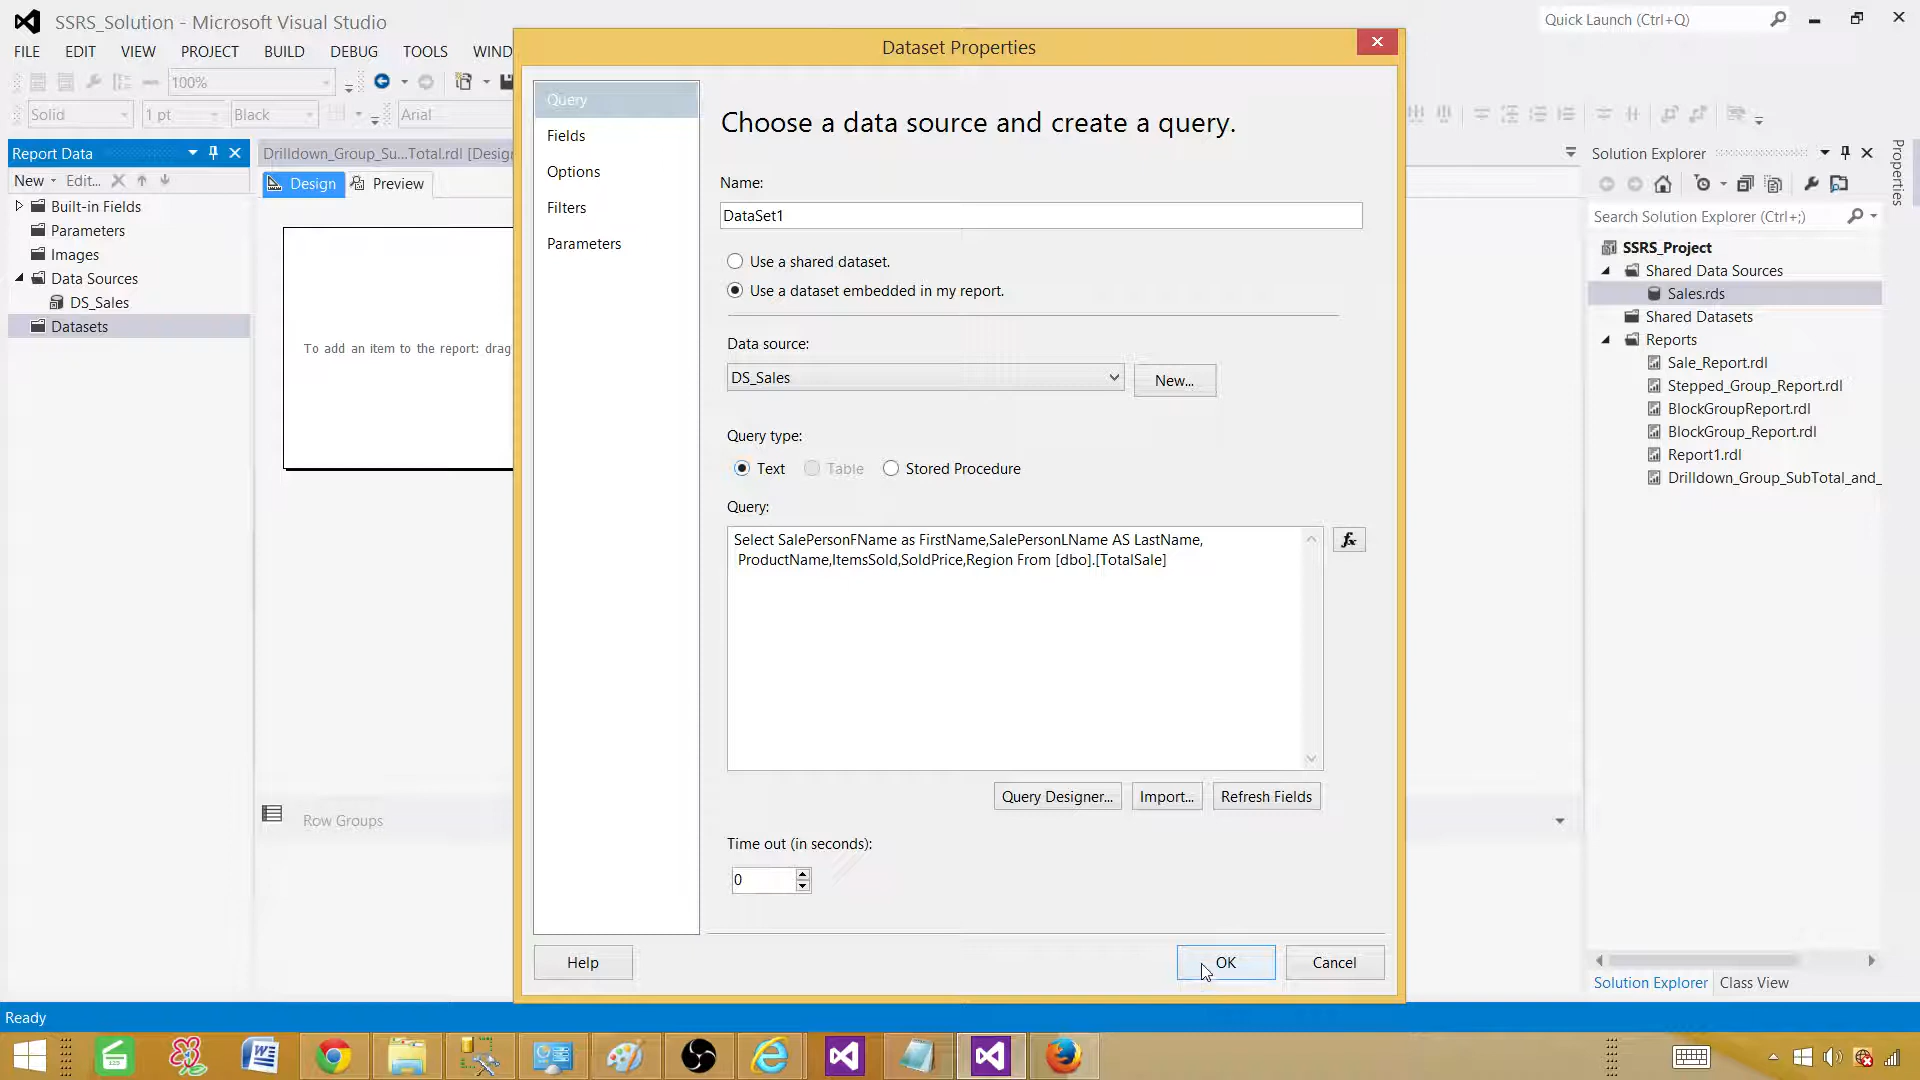 SSRS_Solution - Microsoft Visual Studio
Quick Launch (Ctrl+Q)
FILE EDIT VIEW PROJECT BUILD DEBUG TOOLS WIND
100%
Solid 1 pt Black Arial
Report Data
New Edit...
Built-in Fields
Parameters
Images
Data Sources
DS_Sales
Datasets
Drilldown_Group_Su...Total.rdl [Design
Design Preview
To add an item to the report: drag
Row Groups
Dataset Properties
Query
Fields
Options
Filters
Parameters
Choose a data source and create a query.
Name:
DataSet1
Use a shared dataset.
Use a dataset embedded in my report.
Data source:
DS_Sales
New...
Query type:
Text Table Stored Procedure
Query:
Select SalePersonFName as FirstName,SalePersonLName AS LastName,
ProductName,ItemsSold,SoldPrice,Region From [dbo].[TotalSale]
fx
Query Designer... Import... Refresh Fields
Time out (in seconds):
0
Help OK Cancel
Solution Explorer
Search Solution Explorer (Ctrl+;)
SSRS_Project
Shared Data Sources
Sales.rds
Shared Datasets
Reports
Sale_Report.rdl
Stepped_Group_Report.rdl
BlockGroupReport.rdl
BlockGroup_Report.rdl
Report1.rdl
Drilldown_Group_SubTotal_and_
Solution Explorer Class View
Properties
Ready